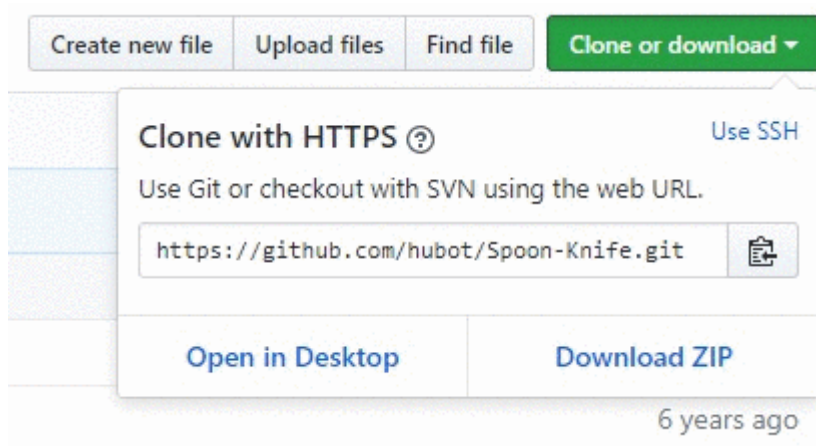 Create new file Upload files Find file Clone or download
Clone with HTTPS Use SSH
Use Git or checkout with SVN using the web URL.
https://github.com/hubot/Spoon-Knife.git
Open in Desktop Download ZIP
6 years ago